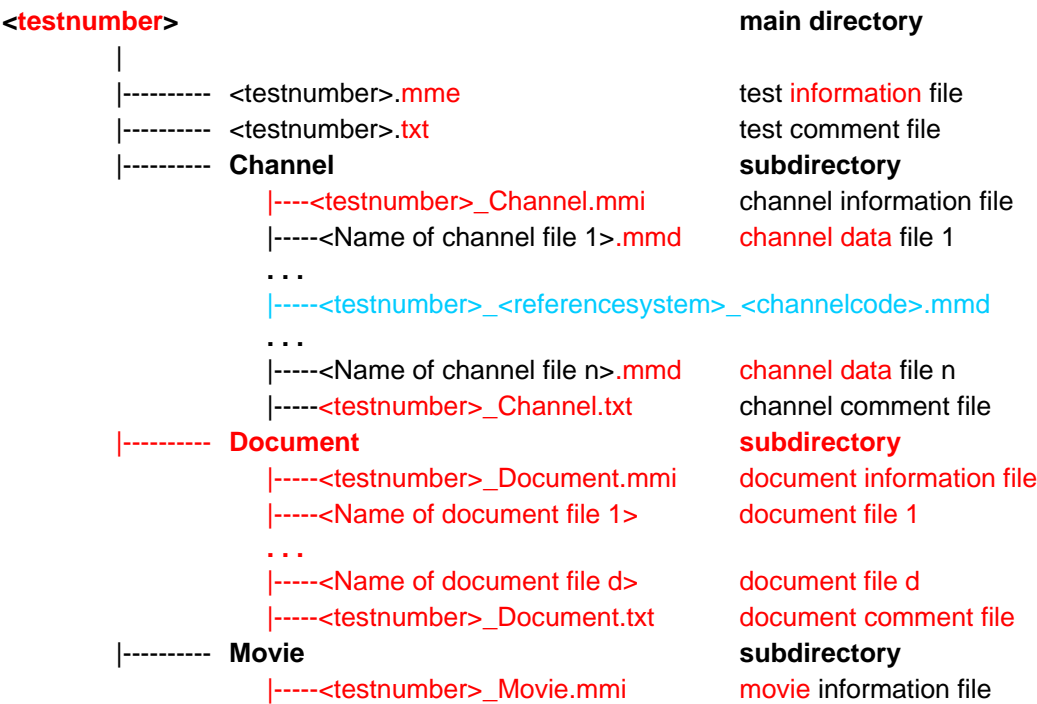 <testnumber> main directory
|
|---------- <testnumber>.mme test information file
|---------- <testnumber>.txt test comment file
|---------- Channel subdirectory
|----<testnumber>_Channel.mmi channel information file
|-----<Name of channel file 1>.mmd channel data file 1
. . .
|-----<testnumber>_<referencesystem>_<channelcode>.mmd
. . .
|-----<Name of channel file n>.mmd channel data file n
|-----<testnumber>_Channel.txt channel comment file
|---------- Document subdirectory
|-----<testnumber>_Document.mmi document information file
|-----<Name of document file 1> document file 1
. . .
|-----<Name of document file d> document file d
|-----<testnumber>_Document.txt document comment file
|---------- Movie subdirectory
|-----<testnumber>_Movie.mmi movie information file